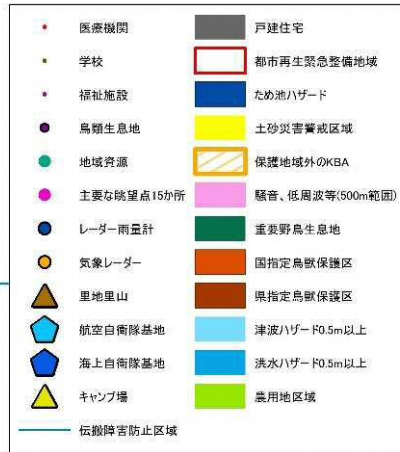 医療機関
学校
福祉施設
鳥類生息地
地域資源
主要な眺望点15か所
レーダー雨量計
気象レーダー
里地里山
航空自衛隊基地
海上自衛隊基地
キャンプ場
伝搬障害防止区域
戸建住宅
都市再生緊急整備地域
ため池ハザード
土砂災害警戒区域
保護地域外のKBA
騒音、低周波等(500m範囲)
重要野鳥生息地
国指定鳥獣保護区
県指定鳥獣保護区
津波ハザード0.5m以上
洪水ハザード0.5m以上
農用地区域